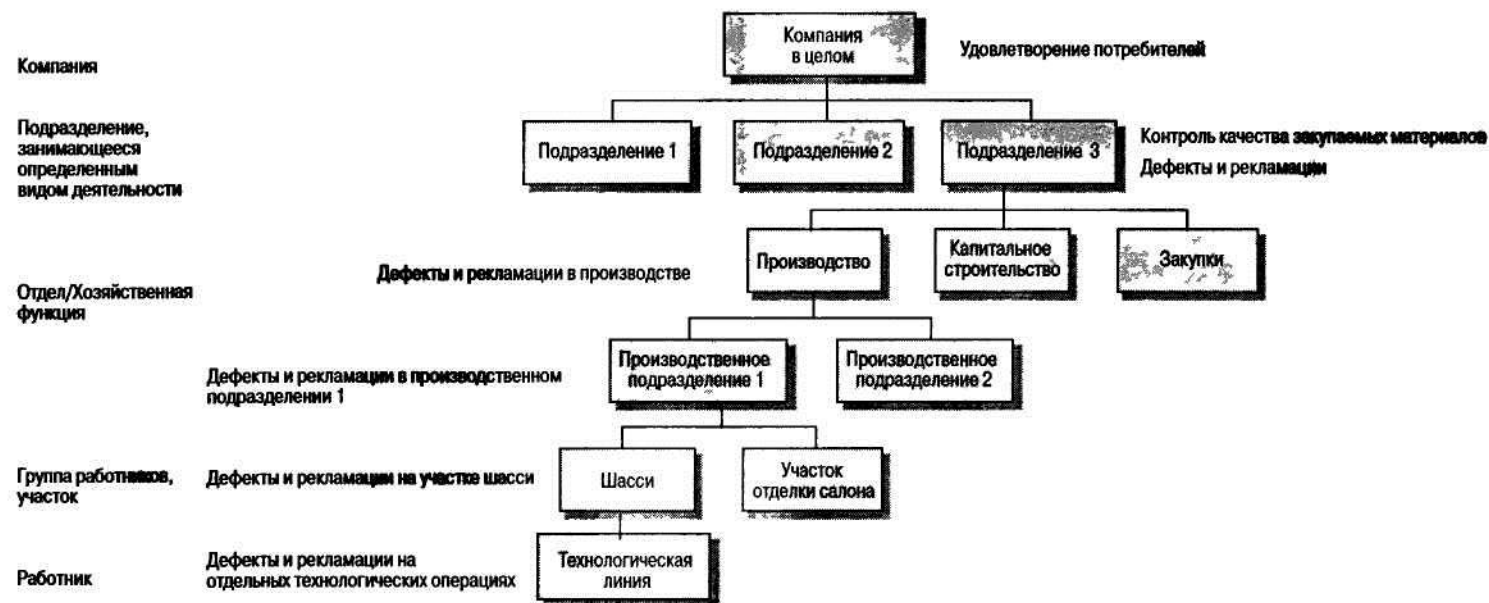 Компания
в целом
Удовлетворение потребителей
Компания
Подразделение,
занимающееся
определенным
видом деятельности
Подразделение 1
Подразделение 2
Подразделение 3
Контроль качества закупаемых материалов
Дефекты и рекламации
Отдел/Хозяйственная
функция
Дефекты и рекламации в производстве
Производство
Капитальное
строительство
Закупки
Дефекты и рекламации в производственном
подразделении 1
Производственное
подразделение 1
Производственное
подразделение 2
Группа работников,
участок
Дефекты и рекламации на участке шасси
Шасси
Участок
отделки салона
Работник
Дефекты и рекламации на
отдельных технологических операциях
Технологическая
линия